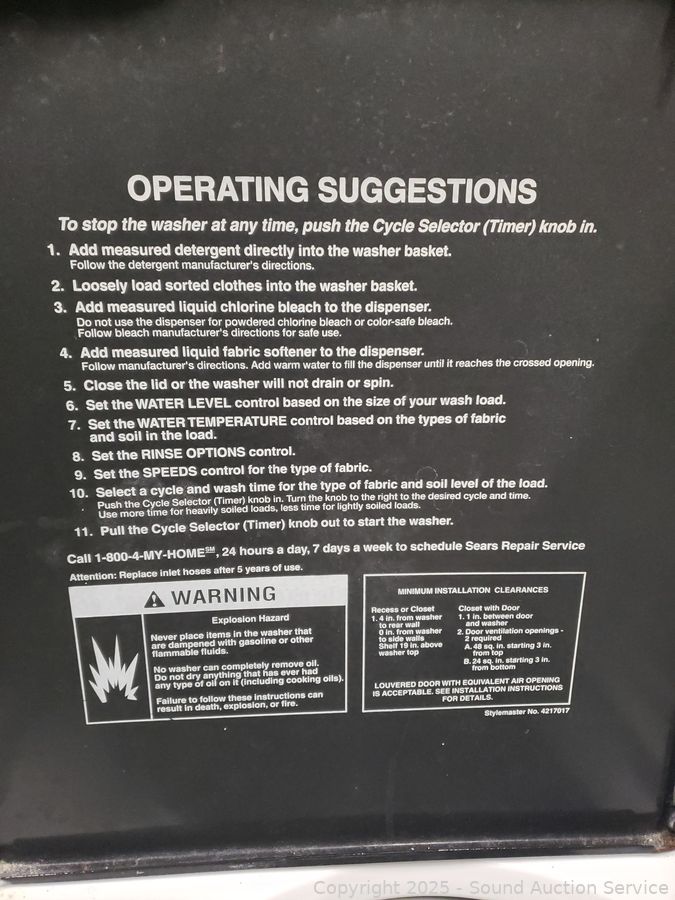 OPERATING SUGGESTIONS
To stop the washer at any time, push the Cycle Selector (Timer) knob in.
1. Add measured detergent directly into the washer basket.
Follow the detergent manufacturer's directions.
2. Loosely load sorted clothes into the washer basket.
3. Add measured liquid chlorine bleach to the dispenser.
Do not use the dispenser for powdered chlorine bleach or color-safe bleach.
Follow bleach manufacturer's directions for safe use.
4. Add measured liquid fabric softener to the dispenser.
Follow manufacturer's directions. Add warm water to fill the dispenser until it reaches the crossed opening.
5. Close the lid or the washer will not drain or spin.
6. Set the WATER LEVEL control based on the size of your wash load.
7. Set the WATER TEMPERATURE control based on the types of fabric
and soil in the load.
8. Set the RINSE OPTIONS control.
9. Set the SPEEDS control for the type of fabric.
10. Select a cycle and wash time for the type of fabric and soil level of the load.
Push the Cycle Selector (Timer) knob in. Turn the knob to the right to the desired cycle and time.
Use more time for heavily soiled loads, less time for lightly soiled loads.
11. Pull the Cycle Selector (Timer) knob out to start the washer.
Call 1-800-4-MY-HOME℠, 24 hours a day, 7 days a week to schedule Sears Repair Service
Attention: Replace inlet hoses after 5 years of use.
WARNING
Explosion Hazard
Never place items in the washer that
are dampened with gasoline or other
flammable fluids.
No washer can completely remove oil.
Do not dry anything that has ever had
any type of oil on it (including cooking oils).
Failure to follow these instructions can
result in death, explosion, or fire.
MINIMUM INSTALLATION CLEARANCES
Recess or Closet
1. 4 in. from washer
to rear wall
0 in. from washer
to side walls
Shelf 19 in. above
washer top
Closet with Door
1. 1 in. between door
and washer
2. Door ventilation openings -
2 required
A. 48 sq. in. starting 3 in.
from top
B. 24 sq. in. starting 3 in.
from bottom
LOUVERED DOOR WITH EQUIVALENT AIR OPENING
IS ACCEPTABLE. SEE INSTALLATION INSTRUCTIONS
FOR DETAILS.
Stylemaster No. 4217017
Copyright 2025 - Sound Auction Service